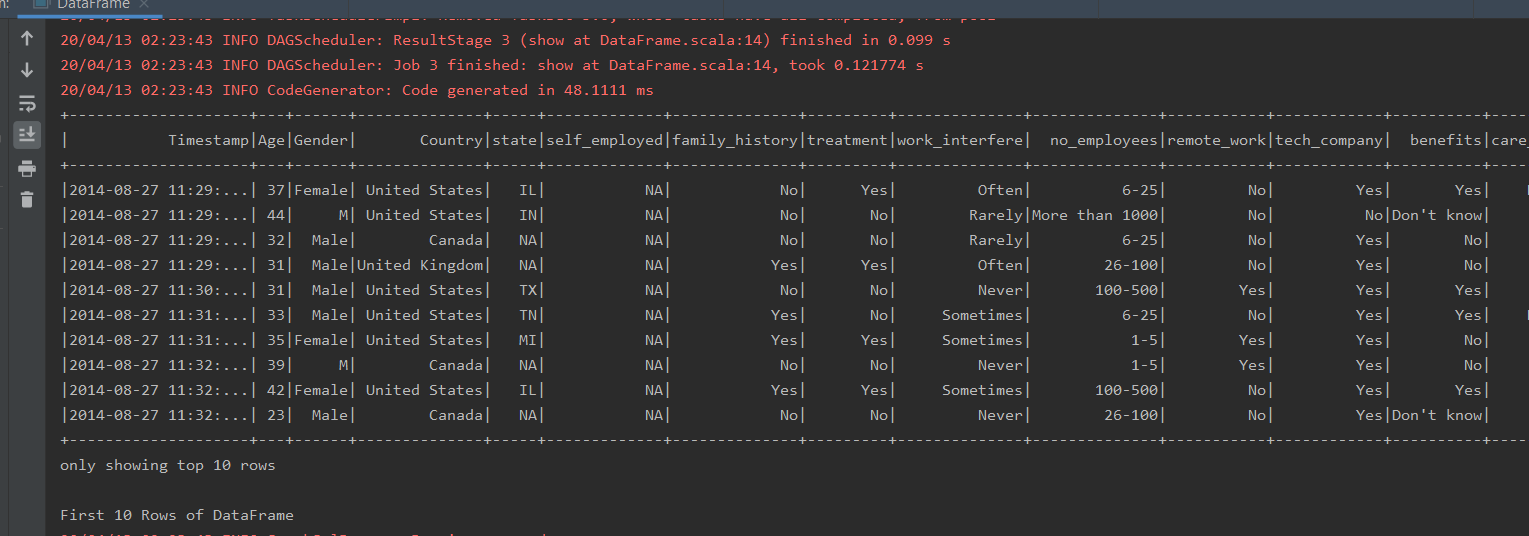 DataFrame
20/04/13 02:23:43 INFO DAGScheduler: ResultStage 3 (show at DataFrame.scala:14) finished in 0.099 s
20/04/13 02:23:43 INFO DAGScheduler: Job 3 finished: show at DataFrame.scala:14, took 0.121774 s
20/04/13 02:23:43 INFO CodeGenerator: Code generated in 48.1111 ms
+--------------------+---+------+--------------+-----+-------------+--------------+---------+--------------+--------------+-----------+------------+----------+----
|           Timestamp|Age|Gender|       Country|state|self_employed|family_history|treatment|work_interfere|  no_employees|remote_work|tech_company|  benefits|care_
+--------------------+---+------+--------------+-----+-------------+--------------+---------+--------------+--------------+-----------+------------+----------+----
|2014-08-27 11:29:...| 37|Female| United States|   IL|           NA|            No|      Yes|         Often|          6-25|         No|         Yes|       Yes|
|2014-08-27 11:29:...| 44|     M| United States|   IN|           NA|            No|       No|        Rarely|More than 1000|         No|          No|Don't know|
|2014-08-27 11:29:...| 32|  Male|        Canada|   NA|           NA|            No|       No|        Rarely|          6-25|         No|         Yes|        No|
|2014-08-27 11:29:...| 31|  Male|United Kingdom|   NA|           NA|           Yes|      Yes|         Often|        26-100|         No|         Yes|        No|
|2014-08-27 11:30:...| 31|  Male| United States|   TX|           NA|            No|       No|         Never|       100-500|        Yes|         Yes|       Yes|
|2014-08-27 11:31:...| 33|  Male| United States|   TN|           NA|           Yes|       No|     Sometimes|          6-25|         No|         Yes|       Yes|
|2014-08-27 11:31:...| 35|Female| United States|   MI|           NA|           Yes|      Yes|     Sometimes|           1-5|        Yes|         Yes|        No|
|2014-08-27 11:32:...| 39|     M|        Canada|   NA|           NA|            No|       No|         Never|           1-5|        Yes|         Yes|        No|
|2014-08-27 11:32:...| 42|Female| United States|   IL|           NA|           Yes|      Yes|     Sometimes|       100-500|         No|         Yes|       Yes|
|2014-08-27 11:32:...| 23|  Male|        Canada|   NA|           NA|            No|       No|         Never|        26-100|         No|         Yes|Don't know|
+--------------------+---+------+--------------+-----+-------------+--------------+---------+--------------+--------------+-----------+------------+----------+----
only showing top 10 rows
First 10 Rows of DataFrame